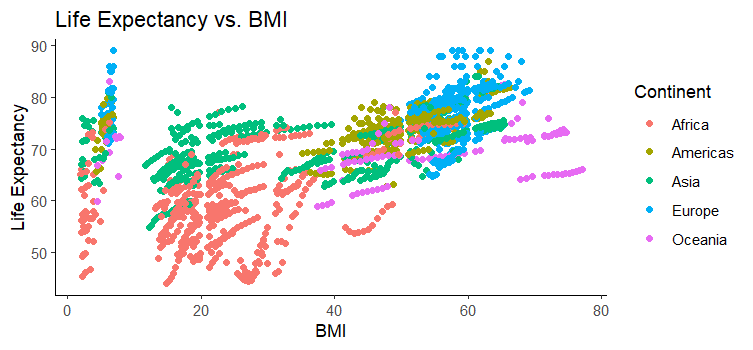 Life Expectancy vs. BMI
90
80
70
60
50
Life Expectancy
0 20 40 60 80
BMI
Continent
Africa
Americas
Asia
Europe
Oceania